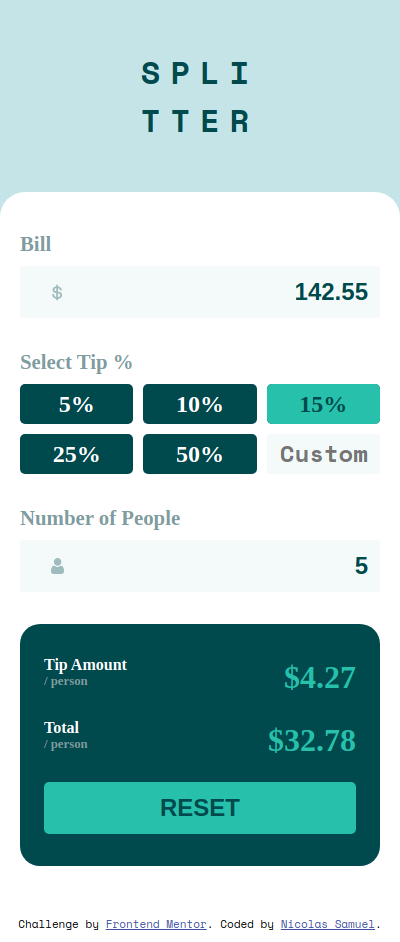 SPLI
TTER
Bill
$ 142.55
Select Tip %
5% 10% 15%
25% 50% Custom
Number of People
5
Tip Amount
/ person
$4.27
Total
/ person
$32.78
RESET
Challenge by Frontend Mentor. Coded by Nicolas Samuel.